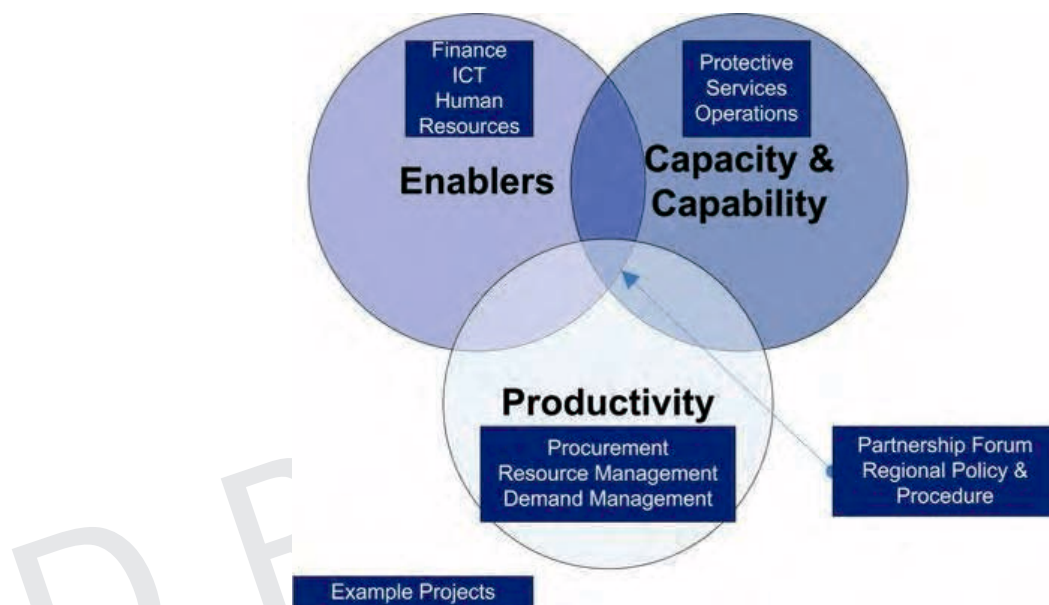 Finance
ICT
Human
Resources
Enablers
Protective
Services
Operations
Capacity &
Capability
Productivity
Procurement
Resource Management
Demand Management
Partnership Forum
Regional Policy &
Procedure
Example Projects